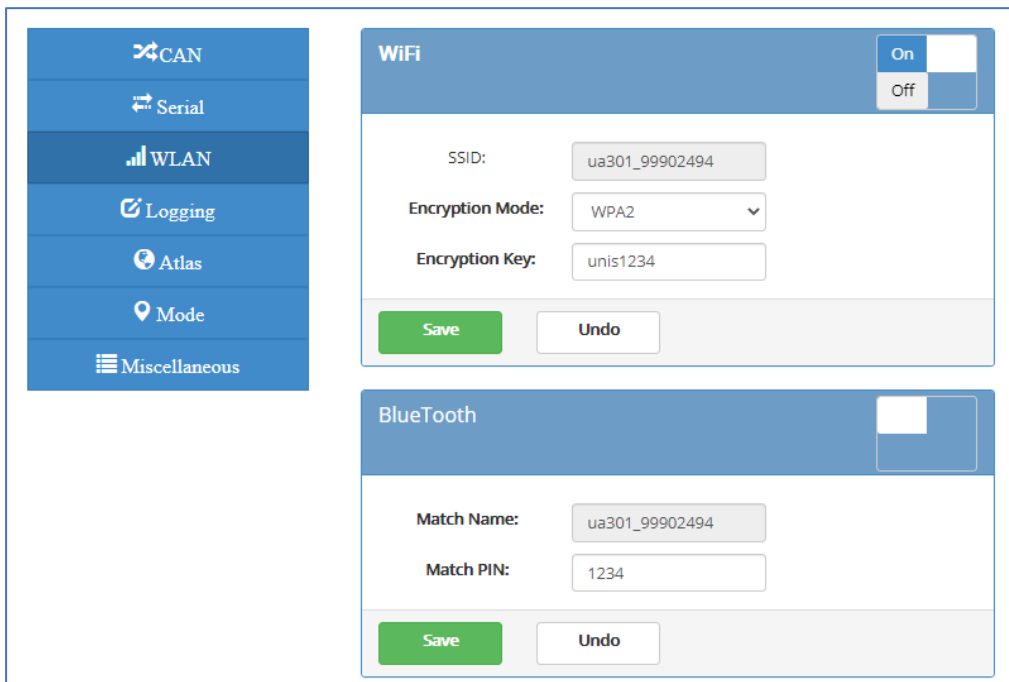 CAN
Serial
WLAN
Logging
Atlas
Mode
Miscellaneous
WiFi
On
Off
SSID: ua301_99902494
Encryption Mode: WPA2
Encryption Key: unis1234
Save Undo
BlueTooth
Match Name: ua301_99902494
Match PIN: 1234
Save Undo